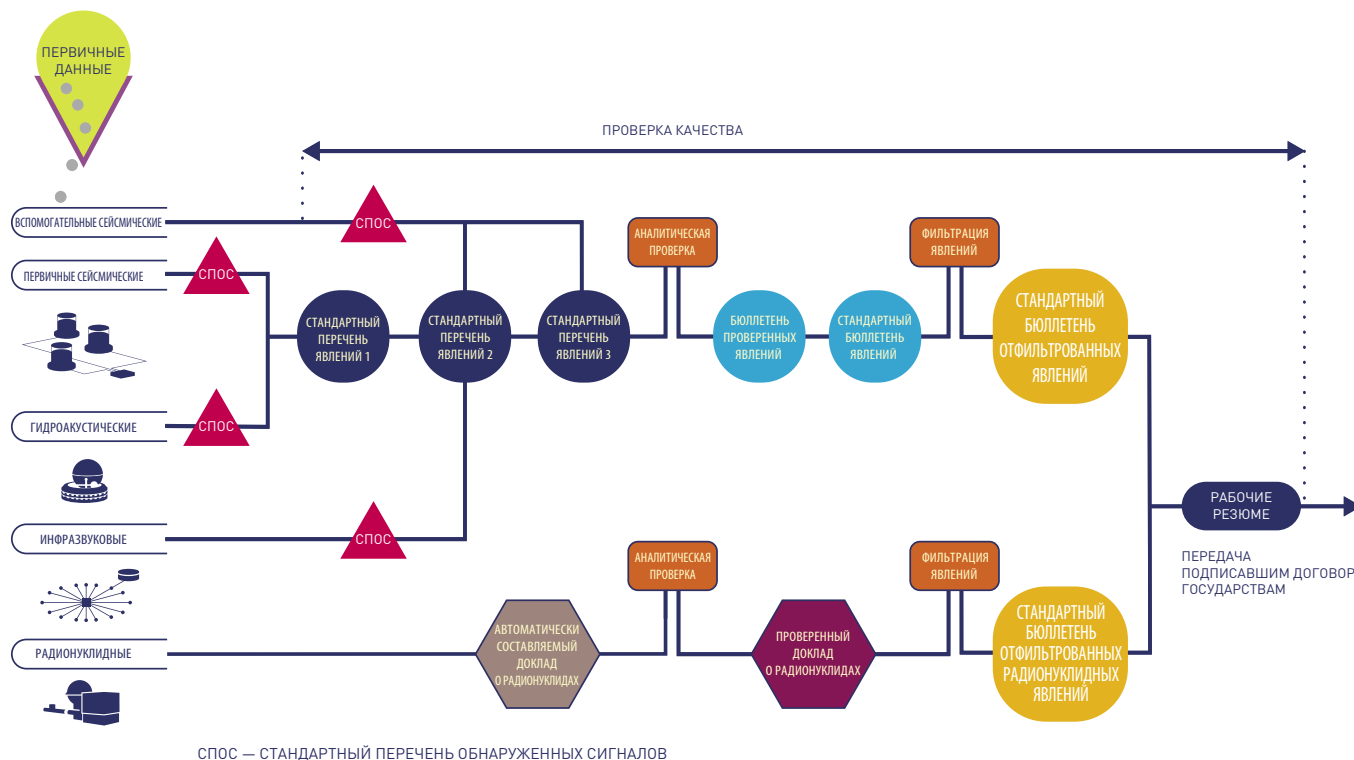 ПЕРВИЧНЫЕ
ДАННЫЕ
ПРОВЕРКА КАЧЕСТВА
ВСПОМОГАТЕЛЬНЫЕ СЕЙСМИЧЕСКИЕ
СПОС
ПЕРВИЧНЫЕ СЕЙСМИЧЕСКИЕ
СПОС
АНАЛИТИЧЕСКАЯ
ПРОВЕРКА
ФИЛЬТРАЦИЯ
ЯВЛЕНИЙ
СТАНДАРТНЫЙ
ПЕРЕЧЕНЬ
ЯВЛЕНИЙ 1
СТАНДАРТНЫЙ
ПЕРЕЧЕНЬ
ЯВЛЕНИЙ 2
СТАНДАРТНЫЙ
ПЕРЕЧЕНЬ
ЯВЛЕНИЙ 3
БЮЛЛЕТЕНЬ
ПРОВЕРЕННЫХ
ЯВЛЕНИЙ
СТАНДАРТНЫЙ
БЮЛЛЕТЕНЬ
ЯВЛЕНИЙ
СТАНДАРТНЫЙ
БЮЛЛЕТЕНЬ
ОТФИЛЬТРОВАННЫХ
ЯВЛЕНИЙ
ГИДРОАКУСТИЧЕСКИЕ
СПОС
ИНФРАЗВУКОВЫЕ
СПОС
РАБОЧИЕ
РЕЗЮМЕ
ПЕРЕДАЧА
ПОДПИСАВШИМ ДОГОВОР
ГОСУДАРСТВАМ
АНАЛИТИЧЕСКАЯ
ПРОВЕРКА
ФИЛЬТРАЦИЯ
ЯВЛЕНИЙ
РАДИОНУКЛИДНЫЕ
АВТОМАТИЧЕСКИ
СОСТАВЛЯЕМЫЙ
ДОКЛАД
О РАДИОНУКЛИДАХ
ПРОВЕРЕННЫЙ
ДОКЛАД
О РАДИОНУКЛИДАХ
СТАНДАРТНЫЙ
БЮЛЛЕТЕНЬ
ОТФИЛЬТРОВАННЫХ
РАДИОНУКЛИДНЫХ
ЯВЛЕНИЙ
СПОС — СТАНДАРТНЫЙ ПЕРЕЧЕНЬ ОБНАРУЖЕННЫХ СИГНАЛОВ